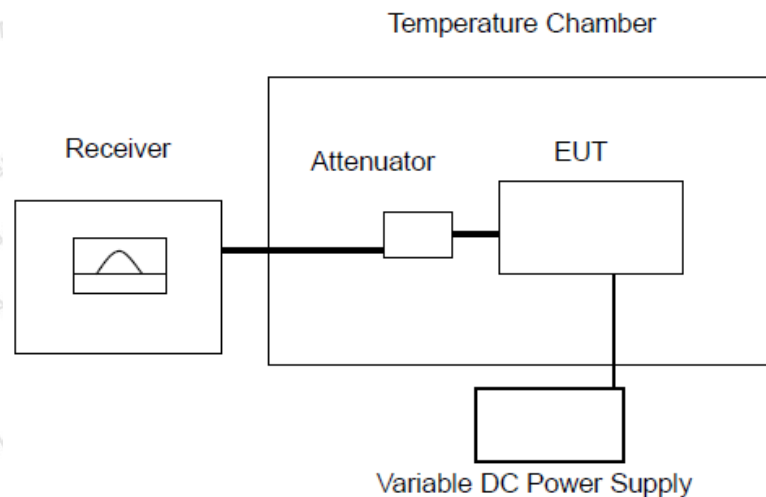 Temperature Chamber
Receiver
Attenuator
EUT
Variable DC Power Supply